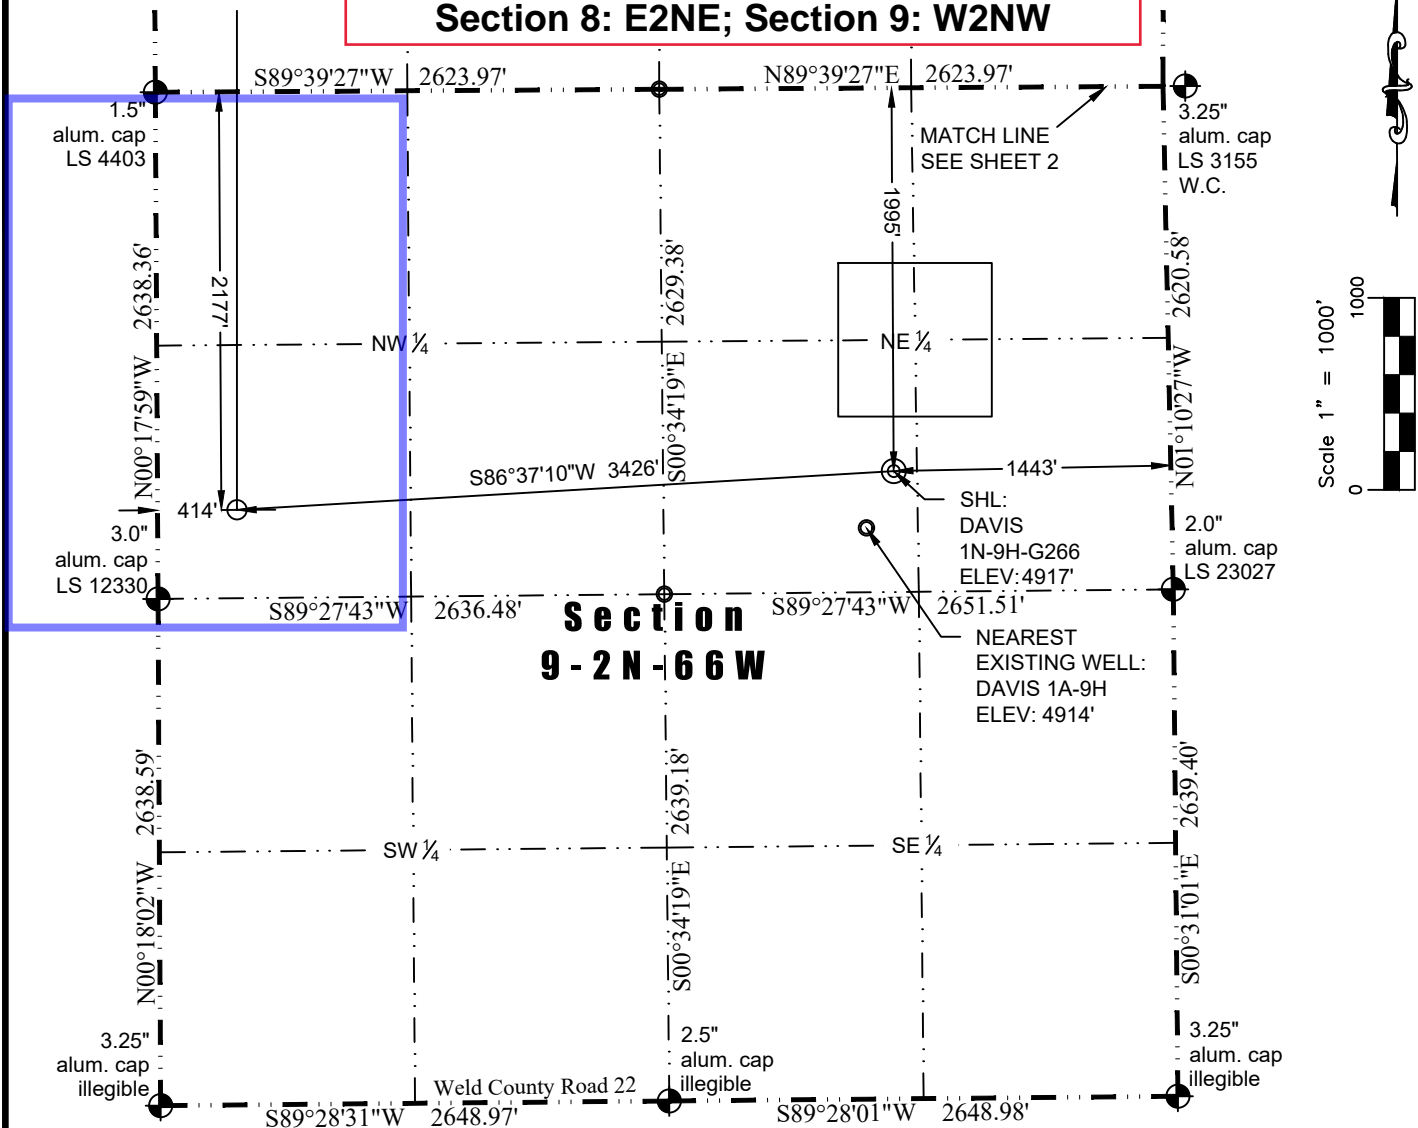 Section 8: E2NE; Section 9: W2NW
S89°39'27"W 2623.97'
N89°39'27"E 2623.97'
1.5"
alum. cap
LS 4403
MATCH LINE
SEE SHEET 2
3.25"
alum. cap
LS 3155
W.C.
1995'
2177'
2638.36'
2629.38'
2620.58'
N00°17'59"W
S00°34'19"E
N01°10'27"W
NW ¼
NE ¼
Scale 1" = 1000'
0
1000
S86°37'10"W 3426'
1443'
414'
SHL:
DAVIS
1N-9H-G266
ELEV:4917'
3.0"
alum. cap
LS 12330
2.0"
alum. cap
LS 23027
S89°27'43"W 2636.48'
S89°27'43"W 2651.51'
Section
9-2N-66W
NEAREST
EXISTING WELL:
DAVIS 1A-9H
ELEV: 4914'
2638.59'
2639.18'
2639.40'
SW ¼
SE ¼
N00°18'02"W
S00°34'19"E
S00°31'01"E
3.25"
alum. cap
illegible
2.5"
alum. cap
illegible
3.25"
alum. cap
illegible
Weld County Road 22
S89°28'31"W 2648.97'
S89°28'01"W 2648.98'